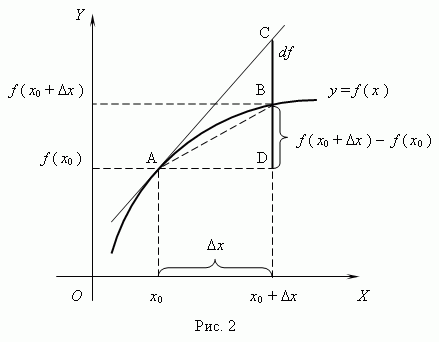 Y
C
df
f ( x₀ + Δx )
B
y = f ( x )
f ( x₀ + Δx ) − f ( x₀ )
f ( x₀ )
A
D
Δx
O
x₀
x₀ + Δx
X
Рис. 2